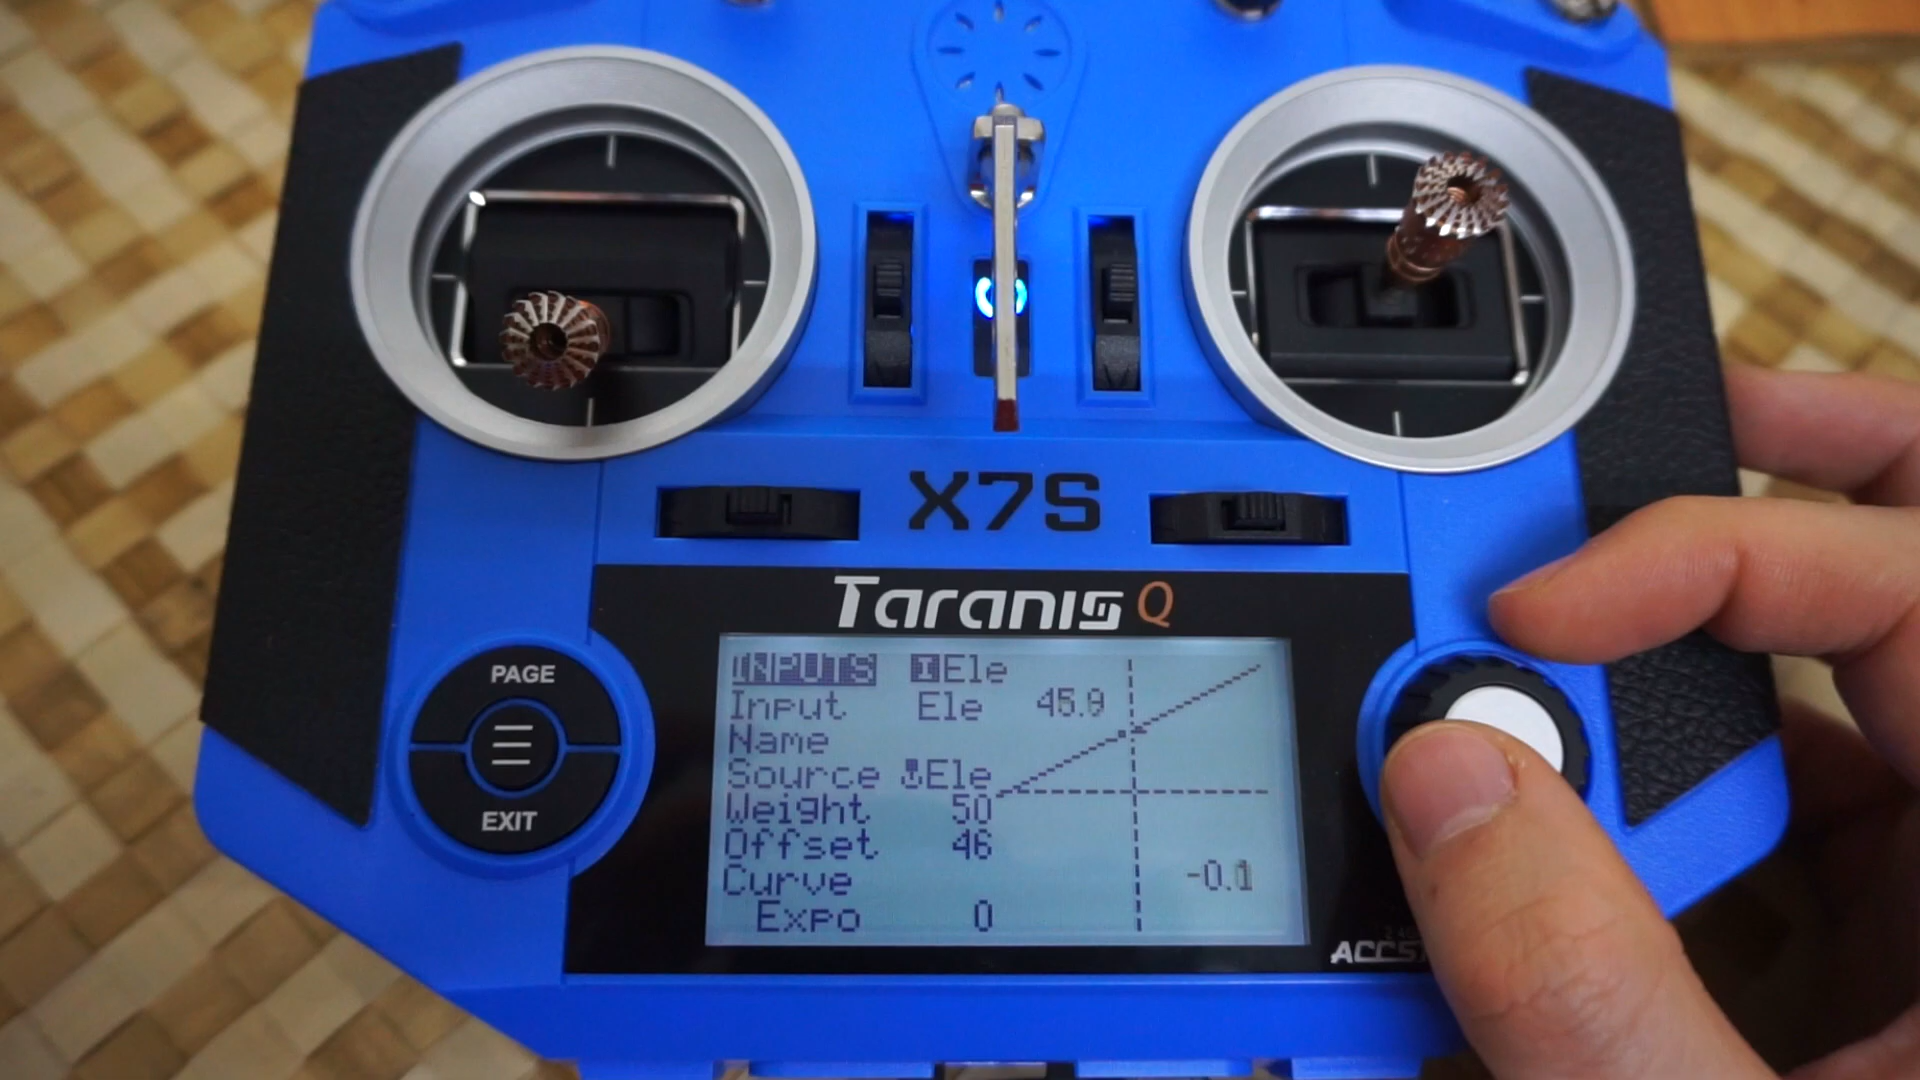 X7S
Taranis Q
PAGE
EXIT
INPUTS I Ele
Input Ele 45.9
Name
Source Ele
Weight 50
Offset 46
Curve -0.1
Expo 0